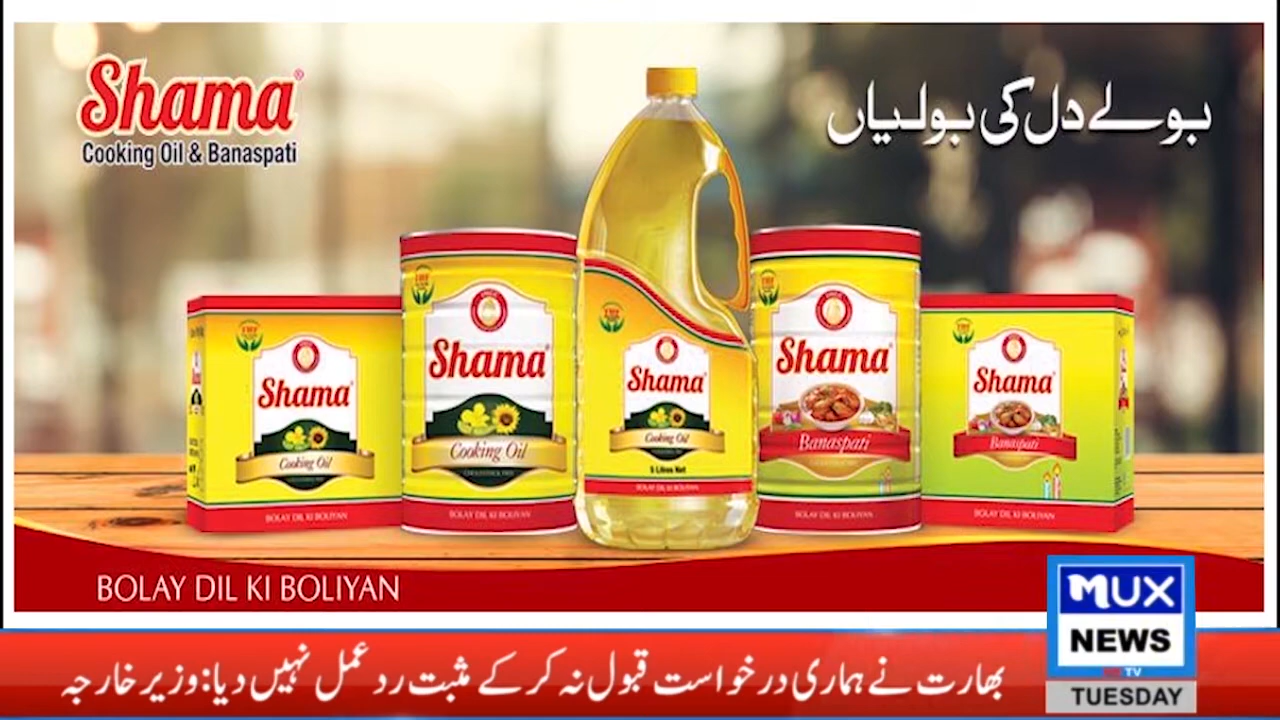 Shama®
Cooking Oil & Banaspati
بولے دل کی بولیاں
Shama
Cooking Oil
BOLAY DIL KI BOLIYAN
Shama
Cooking Oil
CHOLESTEROL FREE
BOLAY DIL KI BOLIYAN
Shama
Cooking Oil
5 Litres Net
BOLAY DIL KI BOLIYAN
Shama
Banaspati
BOLAY DIL KI BOLIYAN
Shama
Banaspati
BOLAY DIL KI BOLIYAN
BOLAY DIL KI BOLIYAN
MUX
NEWS
TV
TUESDAY
بھارت نے ہماری درخواست قبول نہ کر کے مثبت رد عمل نہیں دیا: وزیر خارجہ